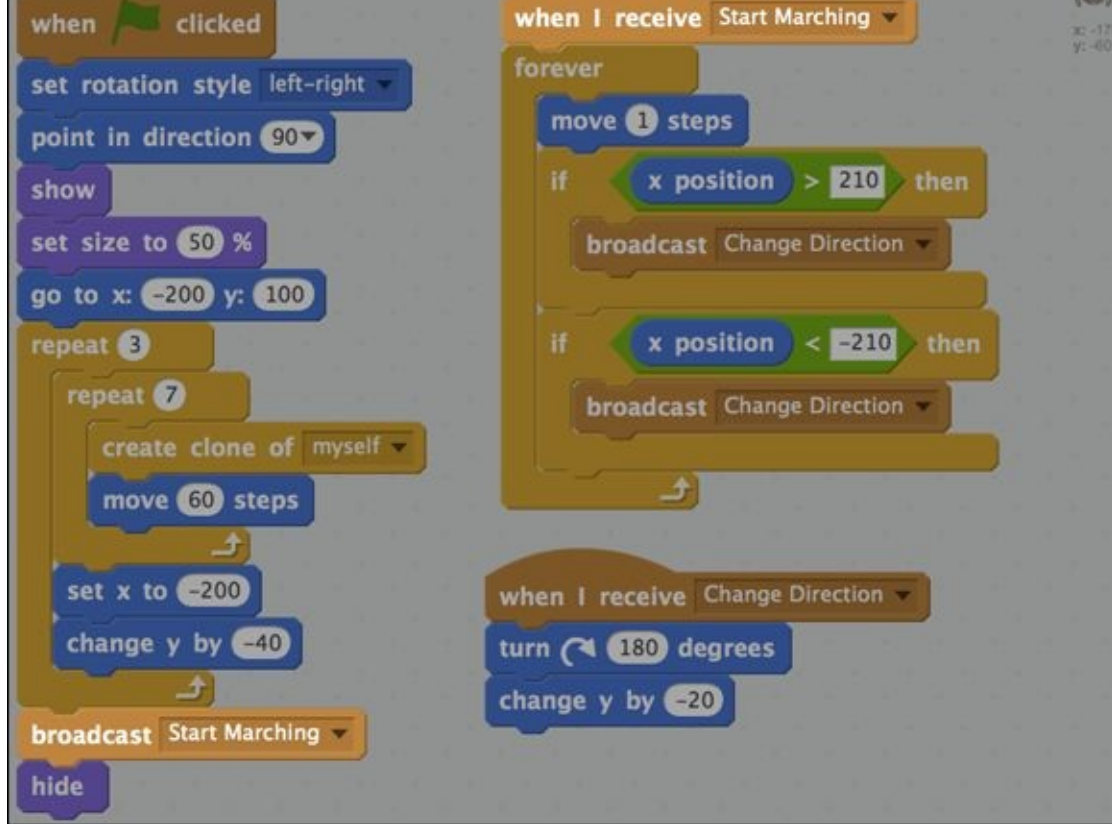 when clicked
set rotation style left-right
point in direction 90
show
set size to 50 %
go to x: -200 y: 100
repeat 3
repeat 7
create clone of myself
move 60 steps
set x to -200
change y by -40
broadcast Start Marching
hide
when I receive Start Marching
forever
move 1 steps
if x position > 210 then
broadcast Change Direction
if x position < -210 then
broadcast Change Direction
when I receive Change Direction
turn 180 degrees
change y by -20